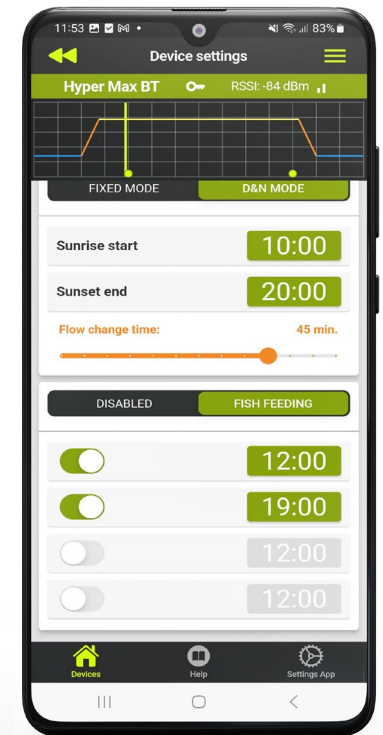 11:53 83%
Device settings
Hyper Max BT RSSI: -84 dBm
FIXED MODE D&N MODE
Sunrise start 10:00
Sunset end 20:00
Flow change time: 45 min.
DISABLED FISH FEEDING
12:00
19:00
12:00
12:00
Devices Help Settings App